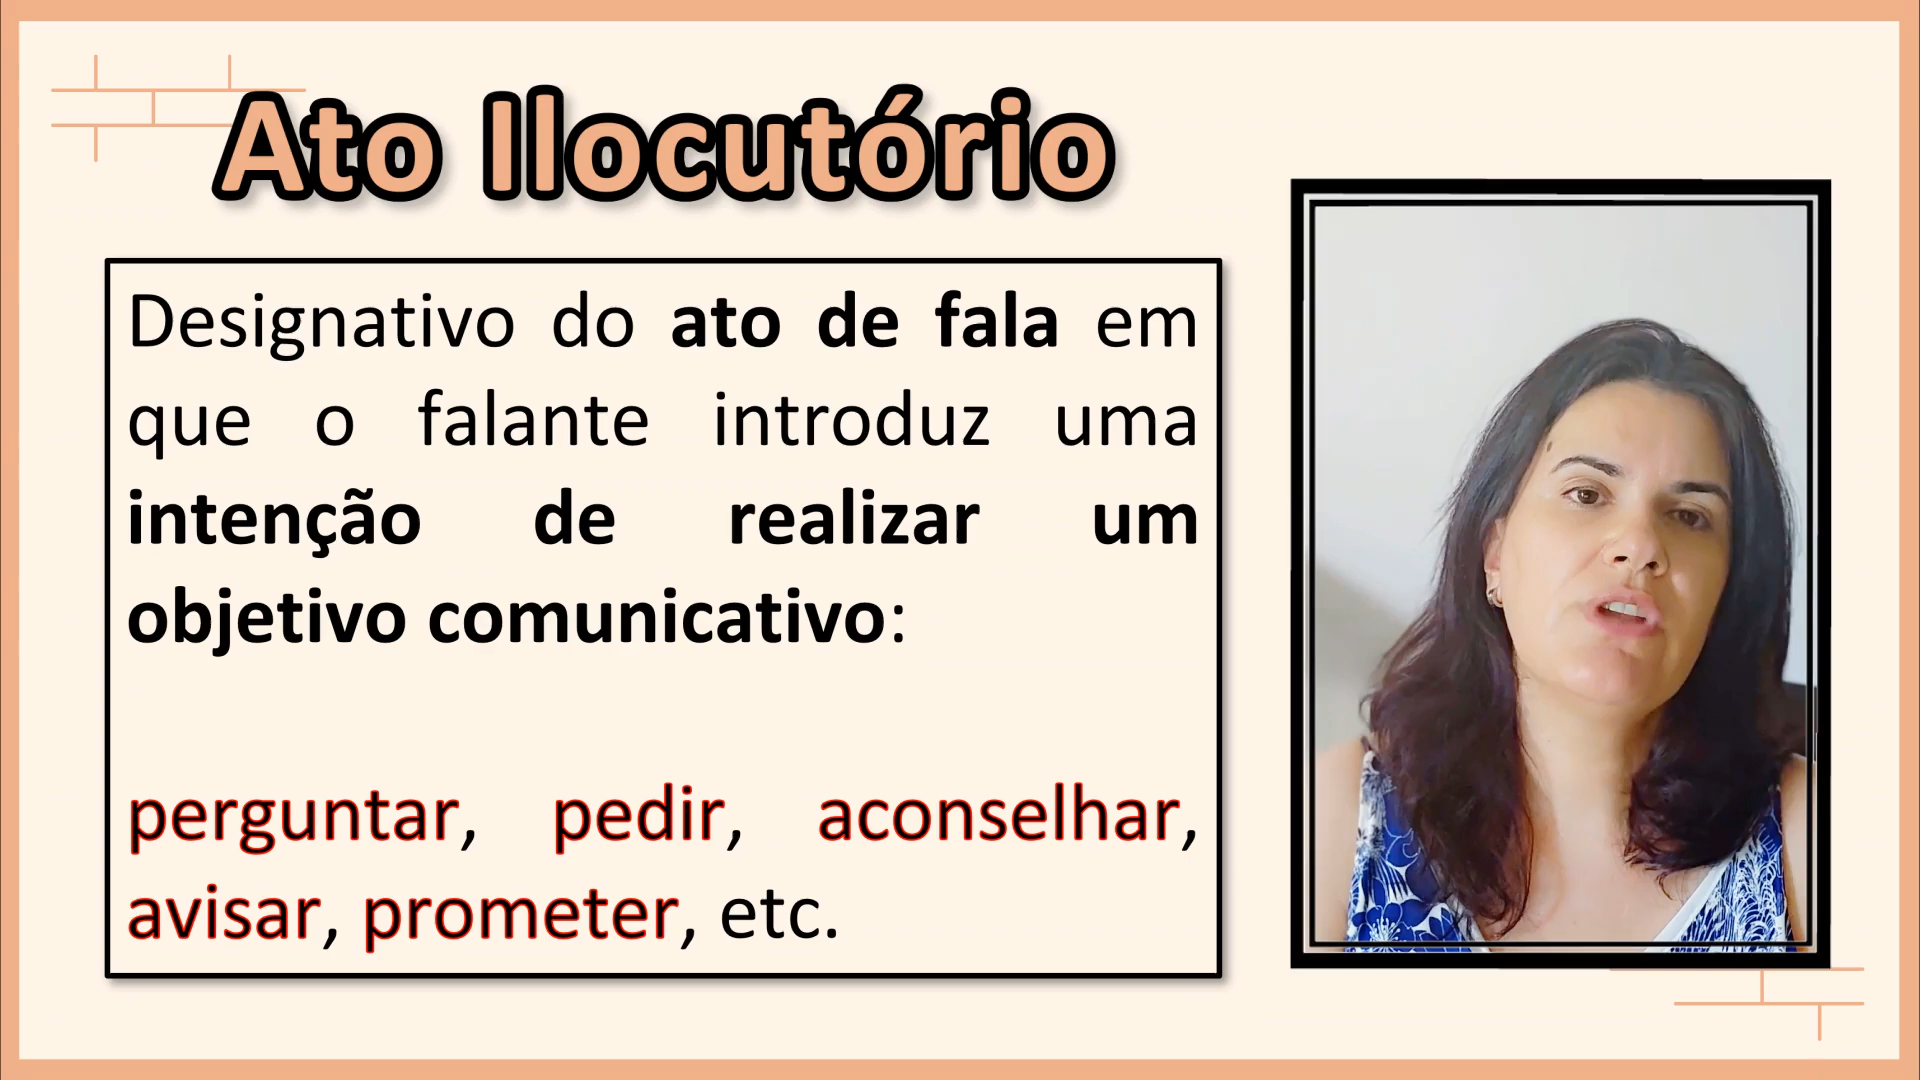 Ato Ilocutório
Designativo do ato de fala em
que o falante introduz uma
intenção de realizar um
objetivo comunicativo:
perguntar, pedir, aconselhar,
avisar, prometer, etc.